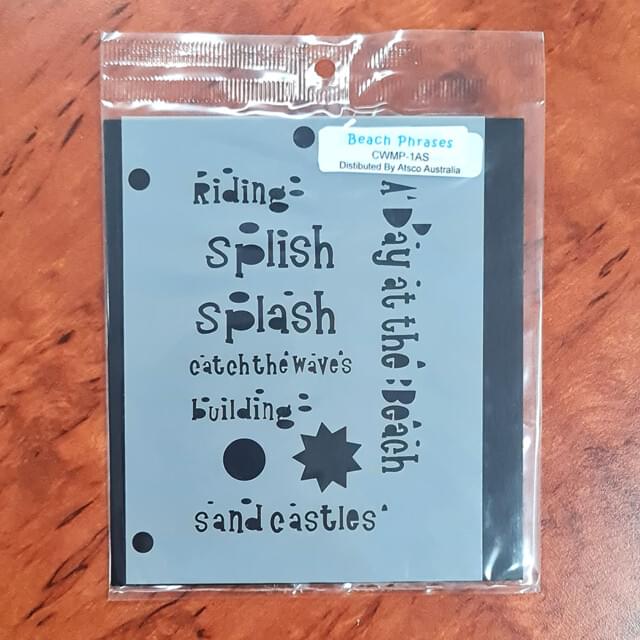 Beach Phrases
CWMP-1AS
Distibuted By Atsco Australia
Riding
splish
splash
catch the waves
building
sand castles
A Day at the Beach